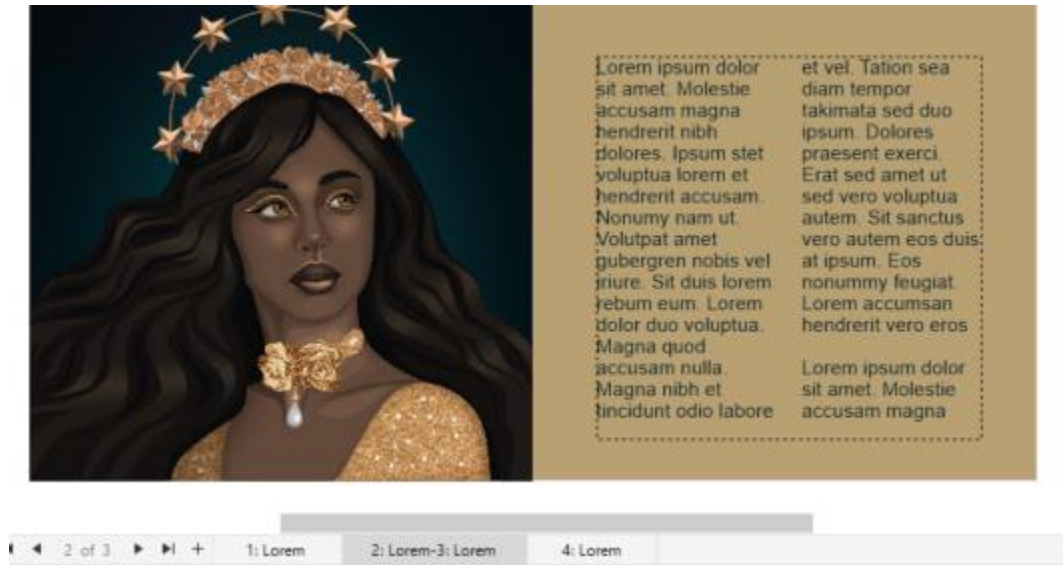 Lorem ipsum dolor
sit amet. Molestie
accusam magna
hendrerit nibh
dolores. Ipsum stet
voluptua lorem et
hendrerit accusam.
Nonumy nam ut.
Volutpat amet
gubergren nobis vel
iriure. Sit duis lorem
rebum eum. Lorem
dolor duo voluptua.
Magna quod
accusam nulla.
Magna nibh et
tincidunt odio labore
et vel. Tation sea
diam tempor
takimata sed duo
ipsum. Dolores
praesent exerci.
Erat sed amet ut
sed vero voluptua
autem. Sit sanctus
vero autem eos duis
at ipsum. Eos
nonummy feugiat.
Lorem accumsan
hendrerit vero eros
Lorem ipsum dolor
sit amet. Molestie
accusam magna
2 of 3 + 1: Lorem 2: Lorem-3: Lorem 4: Lorem